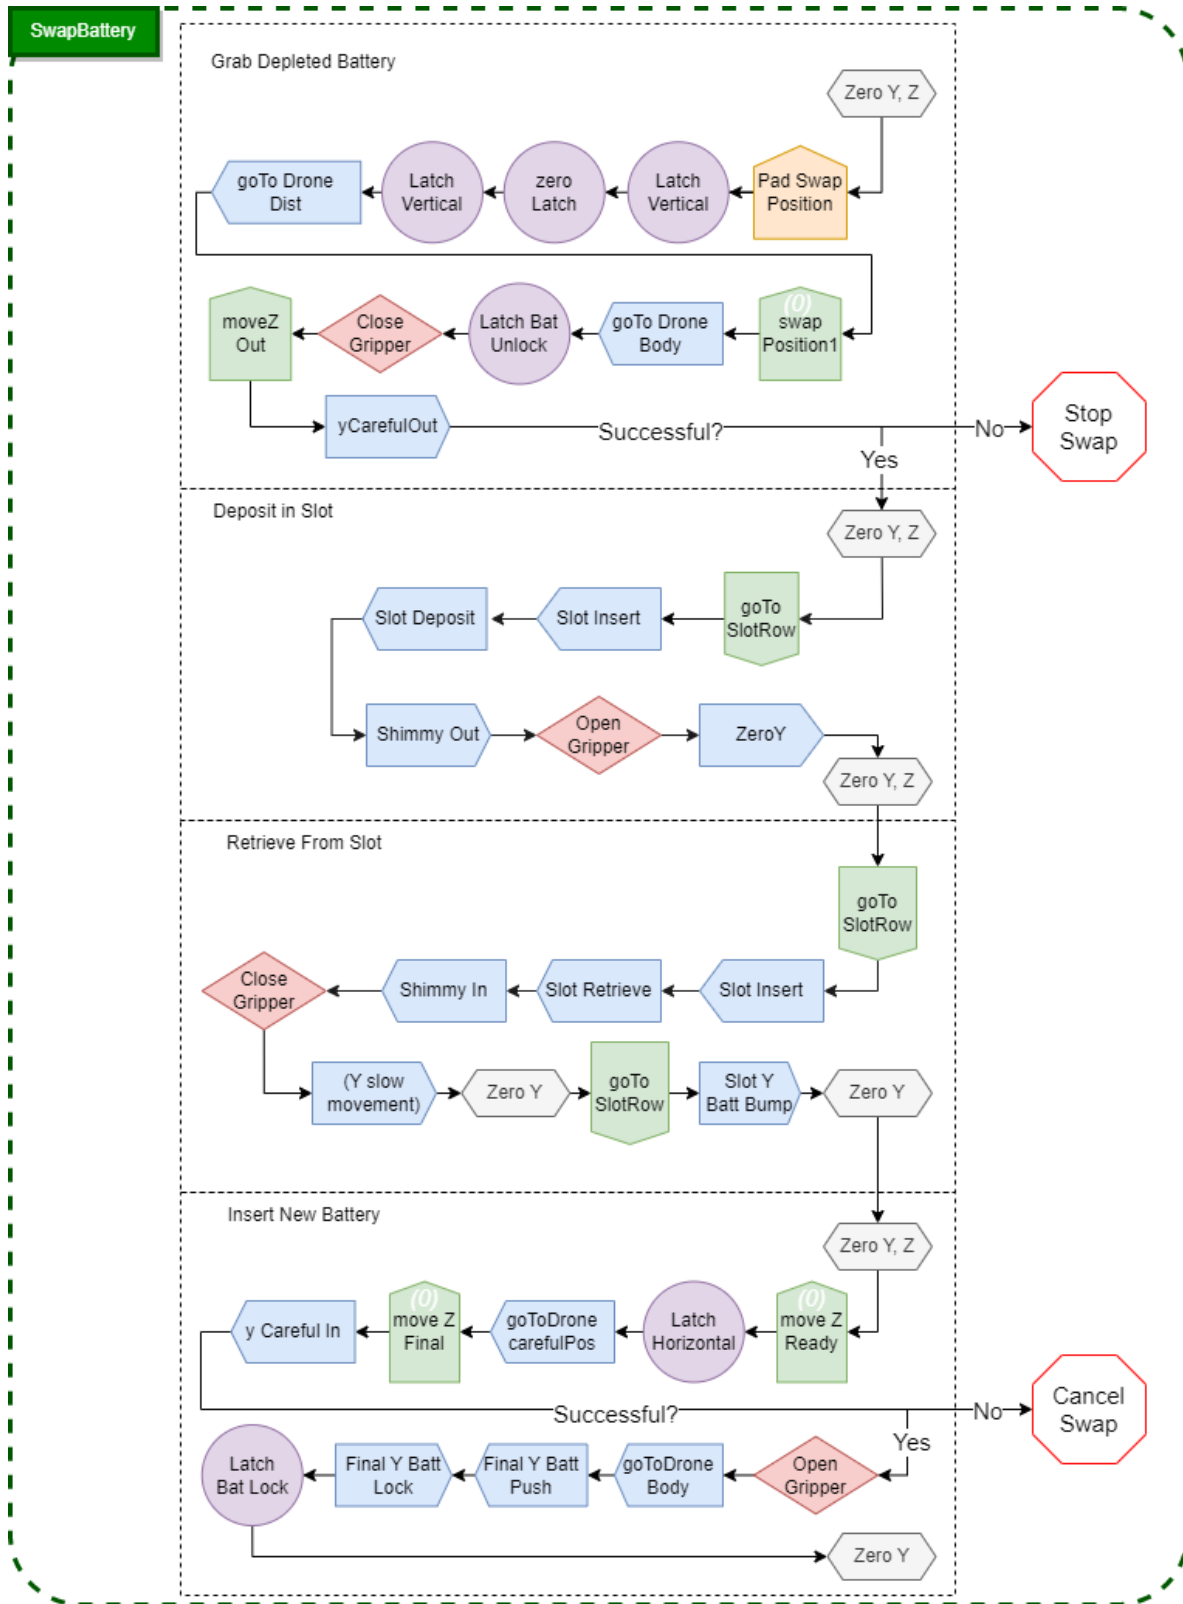 SwapBattery
Grab Depleted Battery
Zero Y, Z
goTo Drone
Dist
Latch
Vertical
zero
Latch
Latch
Vertical
Pad Swap
Position
moveZ
Out
Close
Gripper
Latch Bat
Unlock
goTo Drone
Body
(0)
swap
Position1
yCarefulOut
Successful?
No
Stop
Swap
Yes
Deposit in Slot
Zero Y, Z
Slot Deposit
Slot Insert
goTo
SlotRow
Shimmy Out
Open
Gripper
ZeroY
Zero Y, Z
Retrieve From Slot
goTo
SlotRow
Close
Gripper
Shimmy In
Slot Retrieve
Slot Insert
(Y slow
movement)
Zero Y
goTo
SlotRow
Slot Y
Batt Bump
Zero Y
Insert New Battery
Zero Y, Z
y Careful In
(0)
move Z
Final
goToDrone
carefulPos
Latch
Horizontal
(0)
move Z
Ready
Successful?
No
Cancel
Swap
Yes
Latch
Bat Lock
Final Y Batt
Lock
Final Y Batt
Push
goToDrone
Body
Open
Gripper
Zero Y